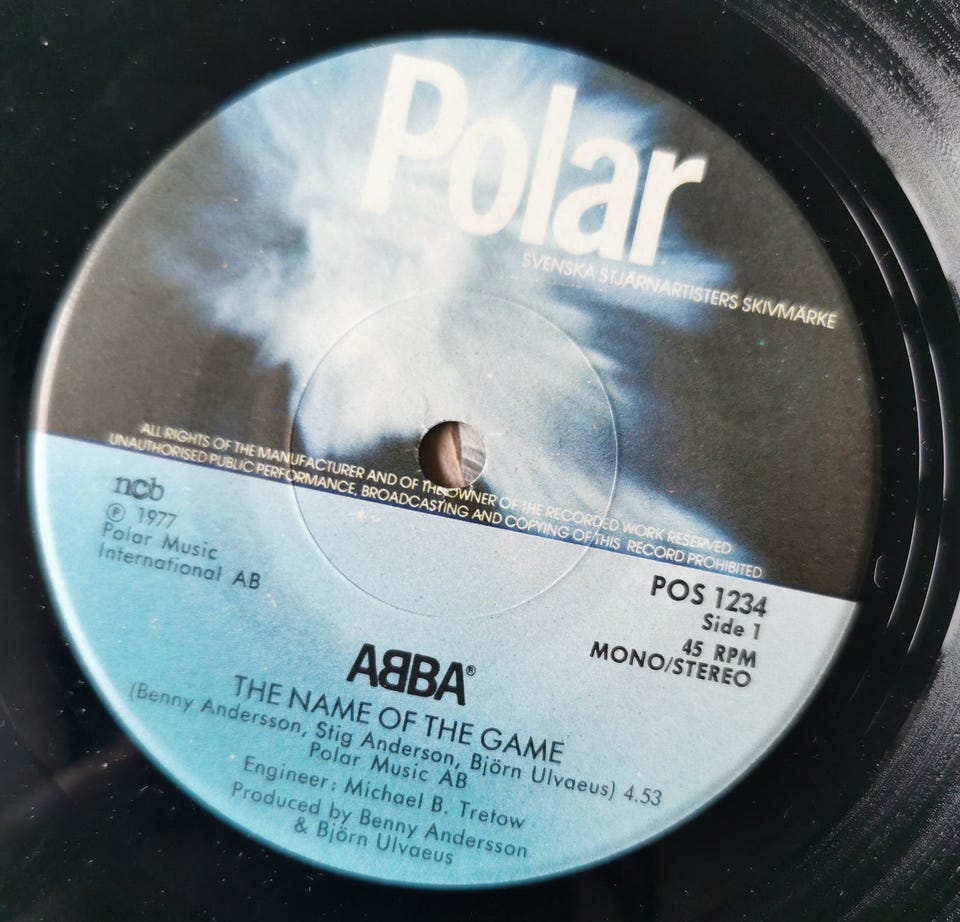 Polar
SVENSKA STJÄRNARTISTERS SKIVMÄRKE
ALL RIGHTS OF THE MANUFACTURER AND OF THE OWNER OF THE RECORDED WORK RESERVED
UNAUTHORISED PUBLIC PERFORMANCE, BROADCASTING AND COPYING OF THIS RECORD PROHIBITED
ncb
℗ 1977
Polar Music
International AB
POS 1234
Side 1
45 RPM
MONO/STEREO
ABBA®
THE NAME OF THE GAME
(Benny Andersson, Stig Anderson, Björn Ulvaeus) 4.53
Polar Music AB
Engineer: Michael B. Tretow
Produced by Benny Andersson
& Björn Ulvaeus